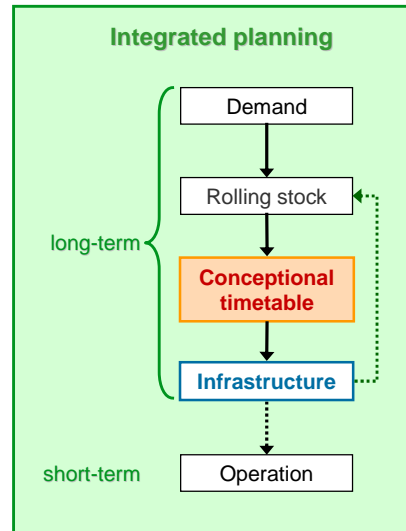 Integrated planning
Demand
Rolling stock
long-term
Conceptional
timetable
Infrastructure
short-term
Operation